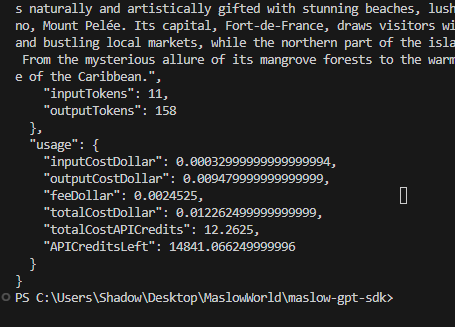 s naturally and artistically gifted with stunning beaches, lush
no, Mount Pelée. Its capital, Fort-de-France, draws visitors wi
and bustling local markets, while the northern part of the isla
From the mysterious allure of its mangrove forests to the warm
e of the Caribbean.",
"inputTokens": 11,
"outputTokens": 158
},
"usage": {
"inputCostDollar": 0.00032999999999999994,
"outputCostDollar": 0.009479999999999999,
"feeDollar": 0.0024525,
"totalCostDollar": 0.012262499999999999,
"totalCostAPICredits": 12.2625,
"APICreditsLeft": 14841.066249999996
}
}
PS C:\Users\Shadow\Desktop\MaslowWorld\maslow-gpt-sdk>